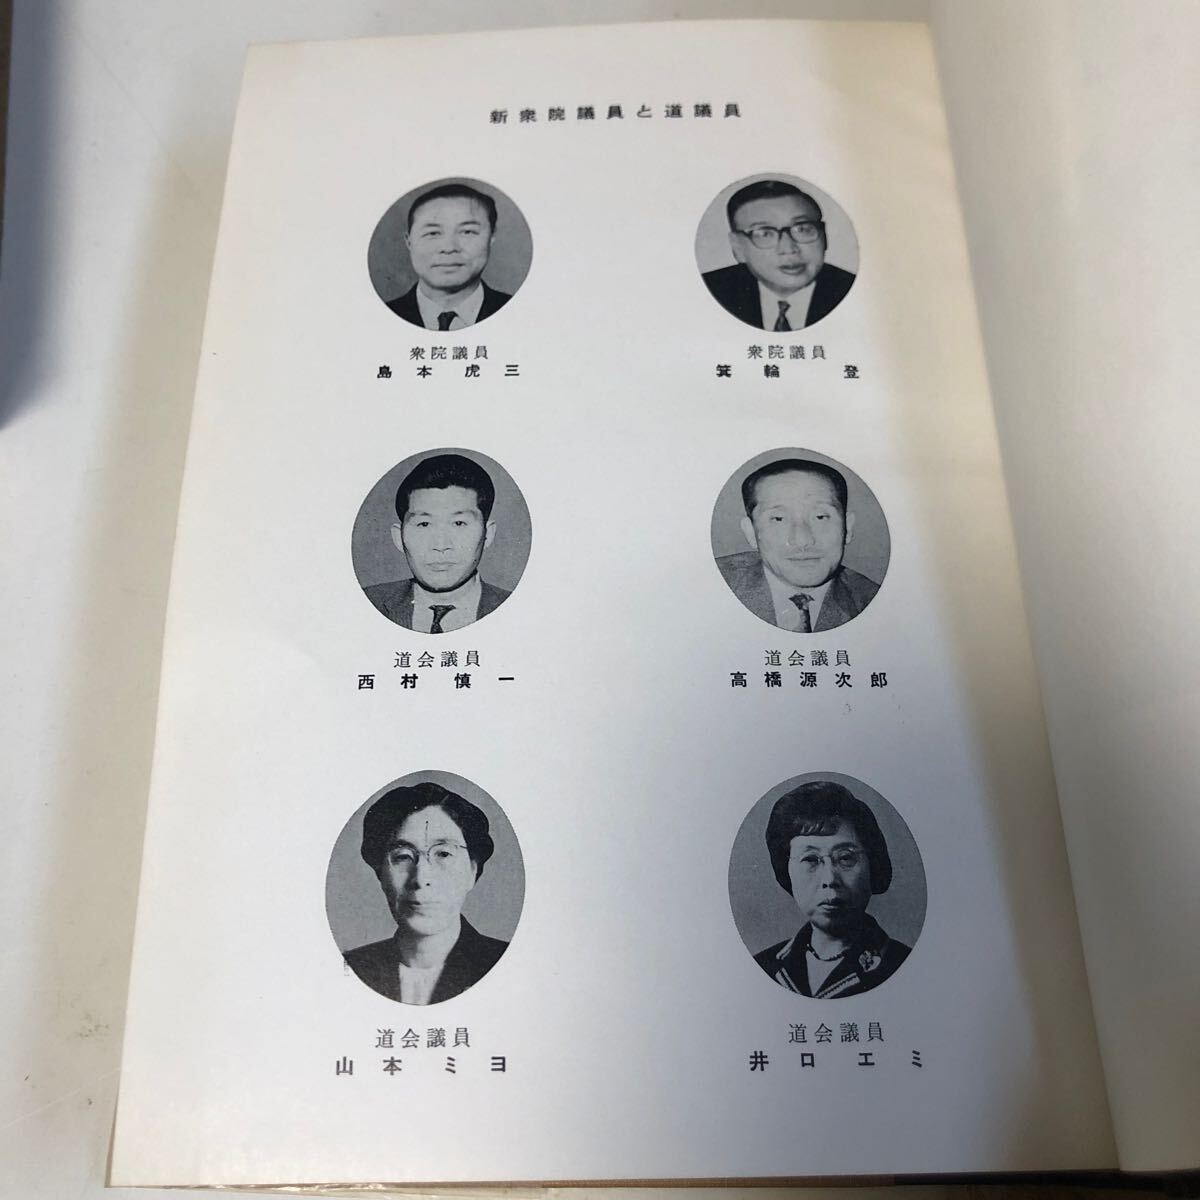 新衆院議員と道議員
衆院議員
島本虎三
衆院議員
箕輪登
道会議員
西村慎一
道会議員
高橋源次郎
道会議員
山本ミヨ
道会議員
井口エミ